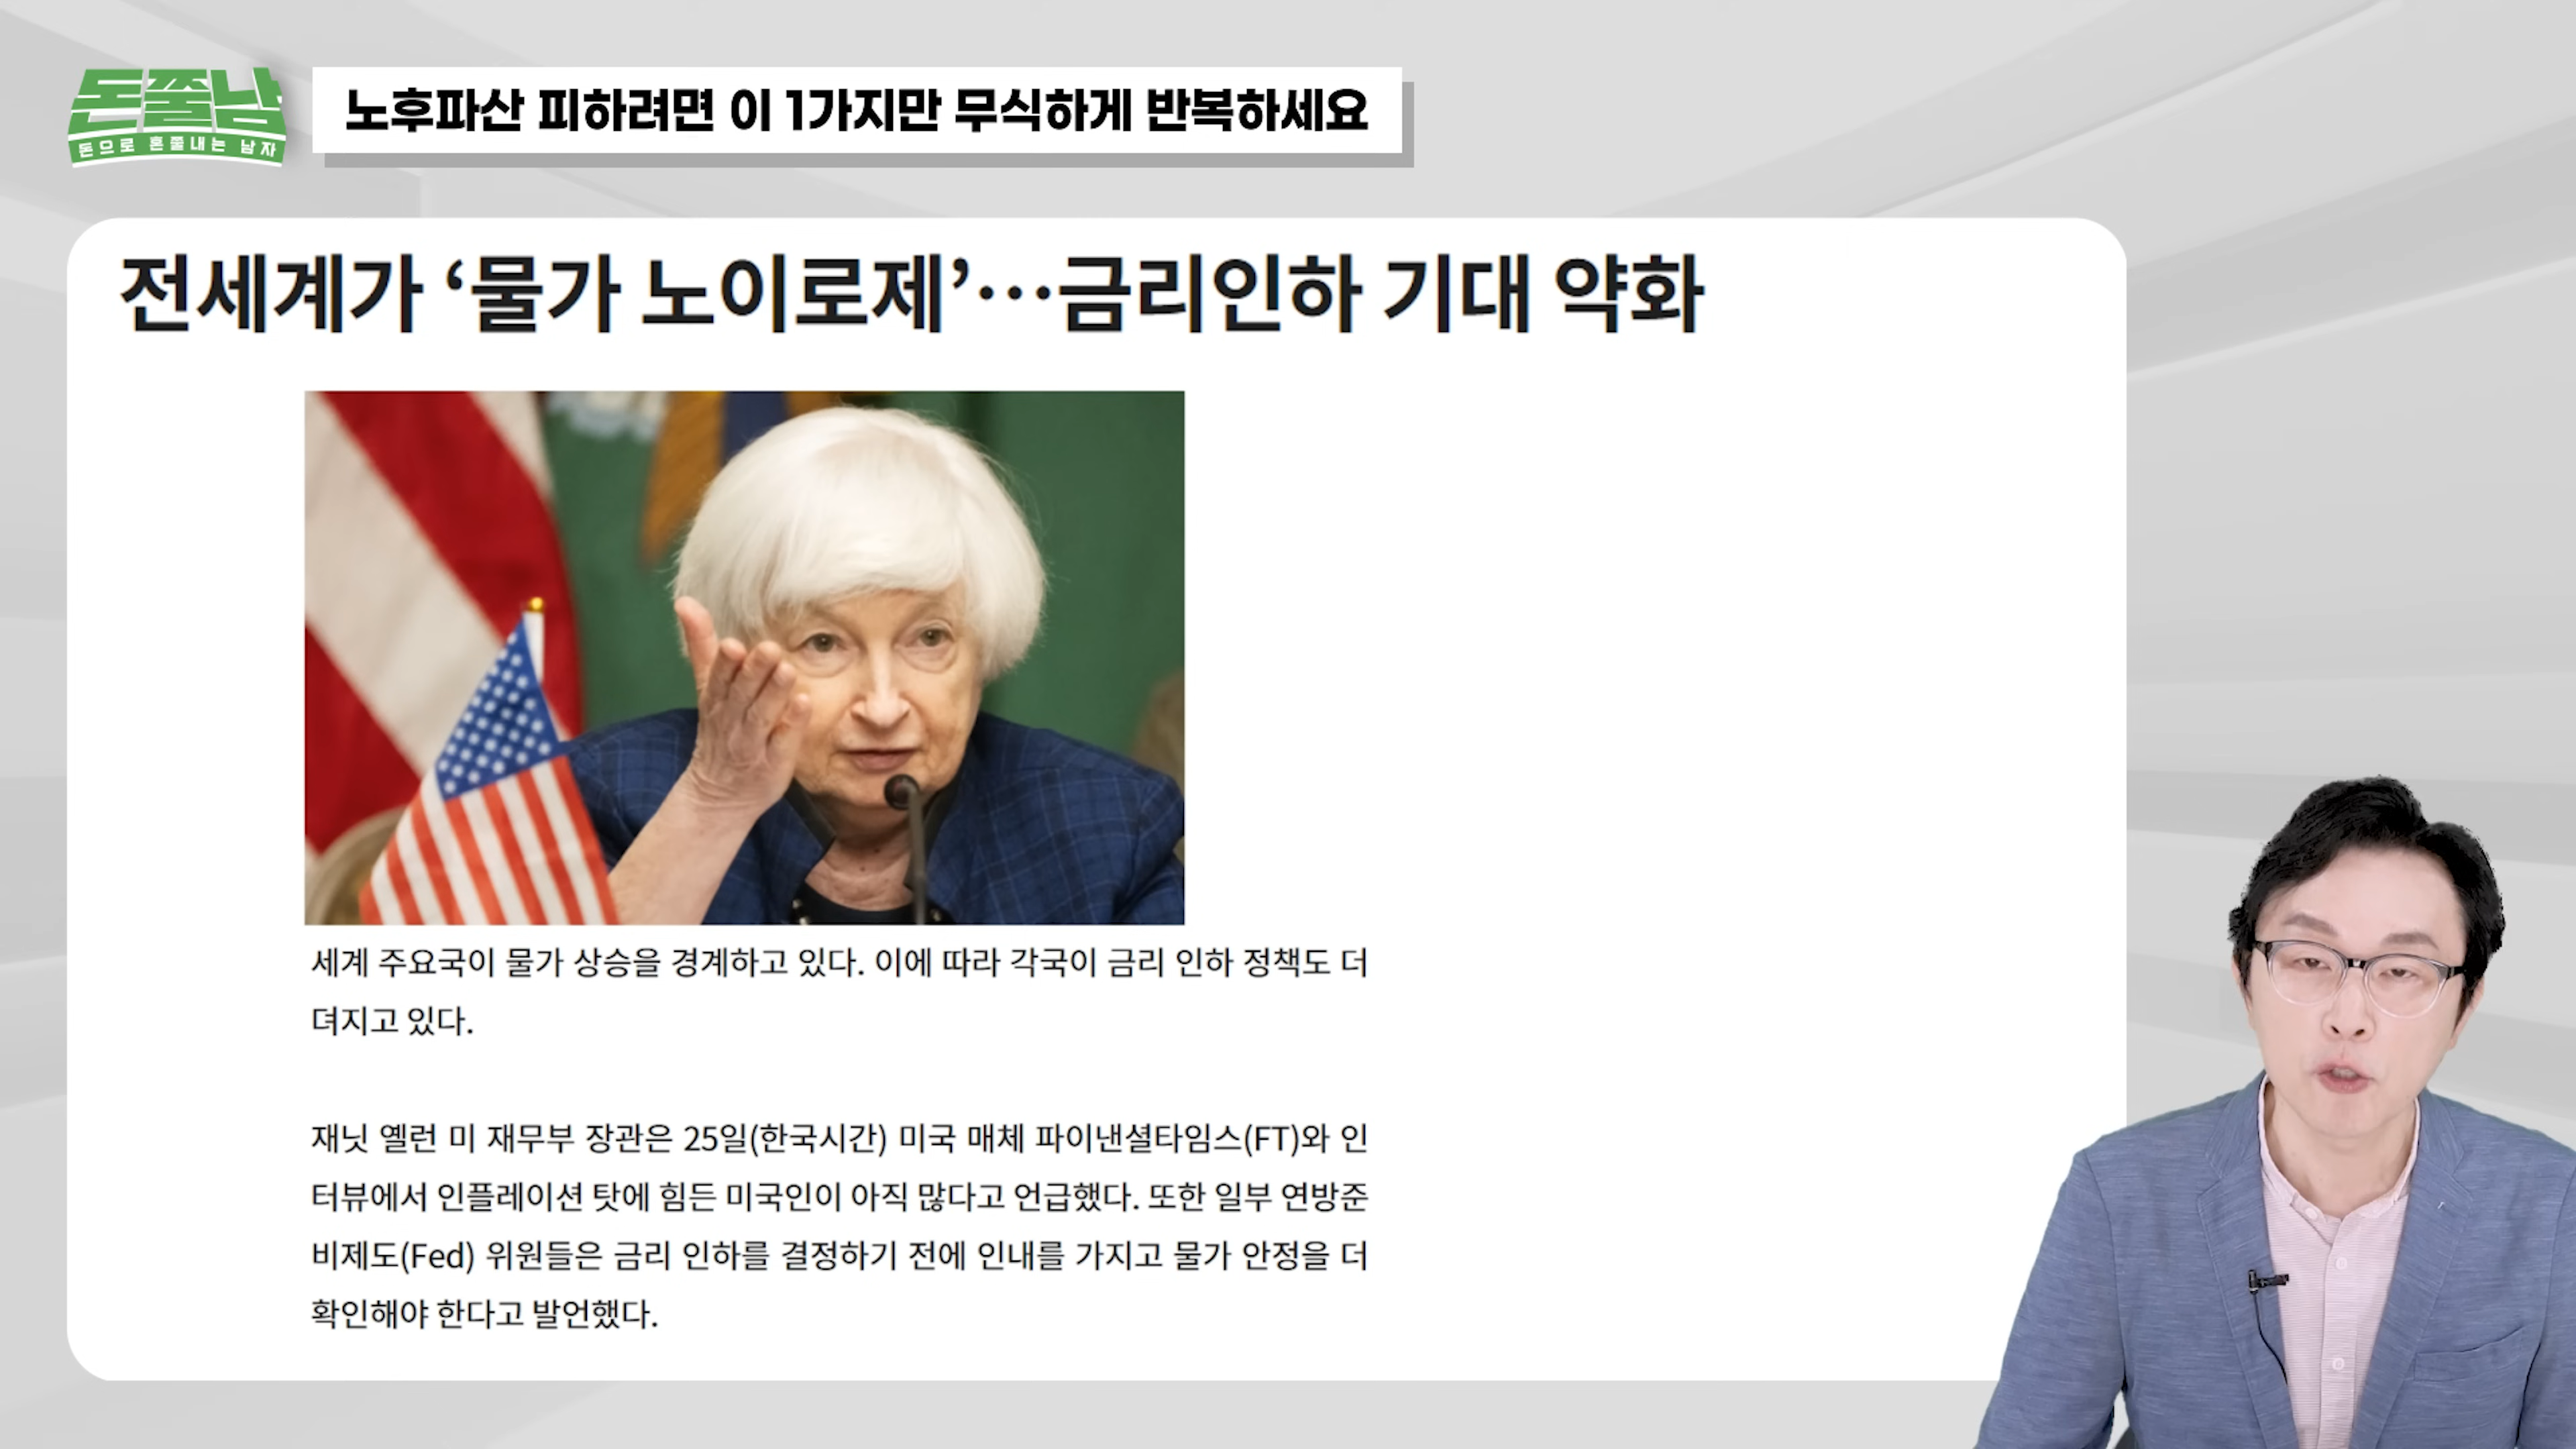 돈쭐남
돈으로 혼쭐내는 남자
노후파산 피하려면 이 1가지만 무식하게 반복하세요
전세계가 ‘물가 노이로제’…금리인하 기대 약화
세계 주요국이 물가 상승을 경계하고 있다. 이에 따라 각국이 금리 인하 정책도 더
뎌지고 있다.
재닛 옐런 미 재무부 장관은 25일(한국시간) 미국 매체 파이낸셜타임스(FT)와 인
터뷰에서 인플레이션 탓에 힘든 미국인이 아직 많다고 언급했다. 또한 일부 연방준
비제도(Fed) 위원들은 금리 인하를 결정하기 전에 인내를 가지고 물가 안정을 더
확인해야 한다고 발언했다.